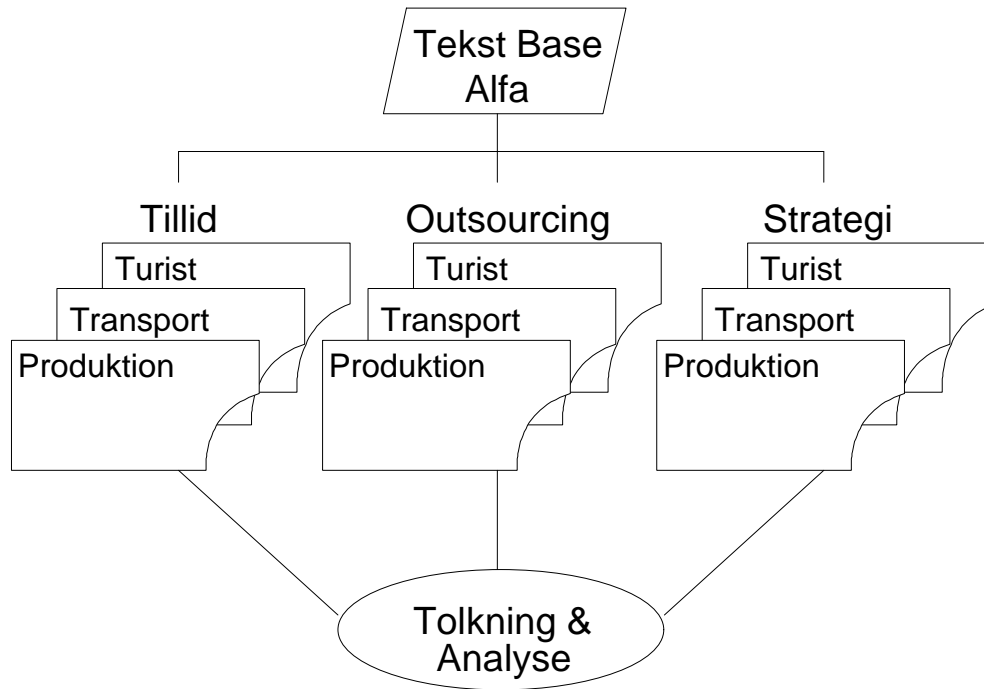 Tekst Base
Alfa
Tillid
Outsourcing
Strategi
Turist
Transport
Produktion
Turist
Transport
Produktion
Turist
Transport
Produktion
Tolkning &
Analyse